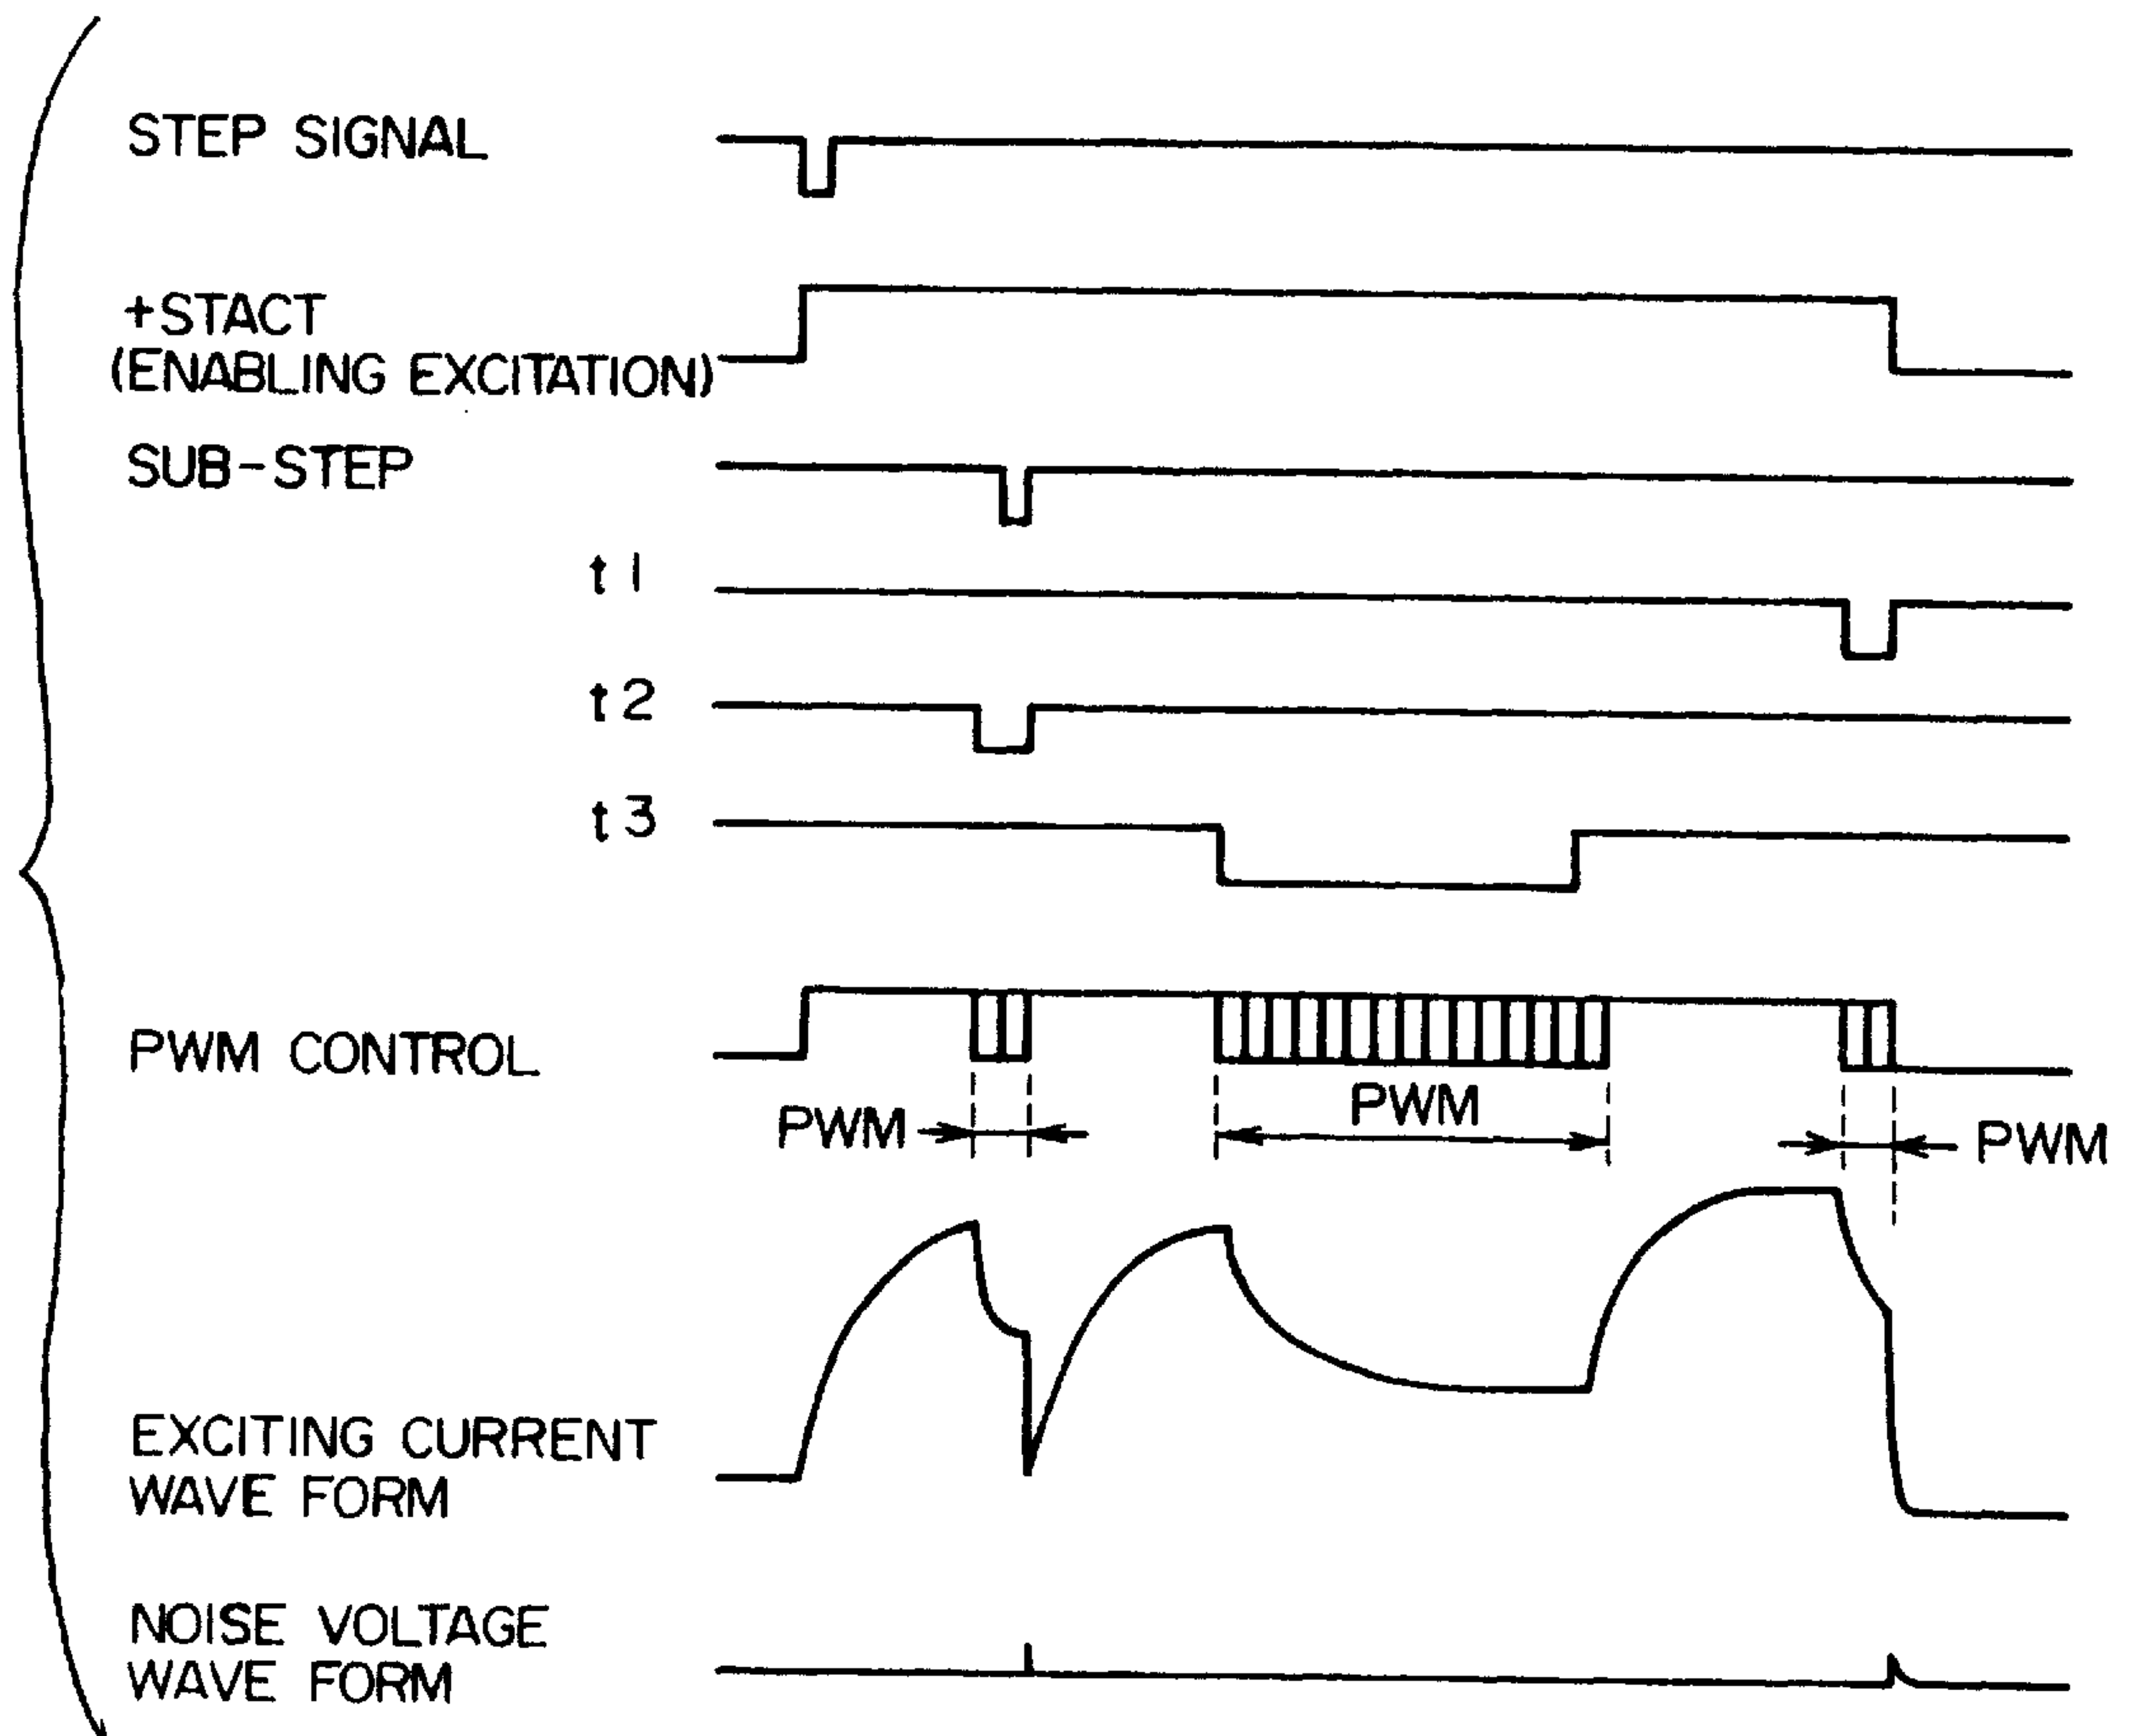 STEP SIGNAL
+STACT
(ENABLING EXCITATION)
SUB-STEP
t1
t2
t3
PWM CONTROL
PWM
PWM
PWM
EXCITING CURRENT
WAVE FORM
NOISE VOLTAGE
WAVE FORM